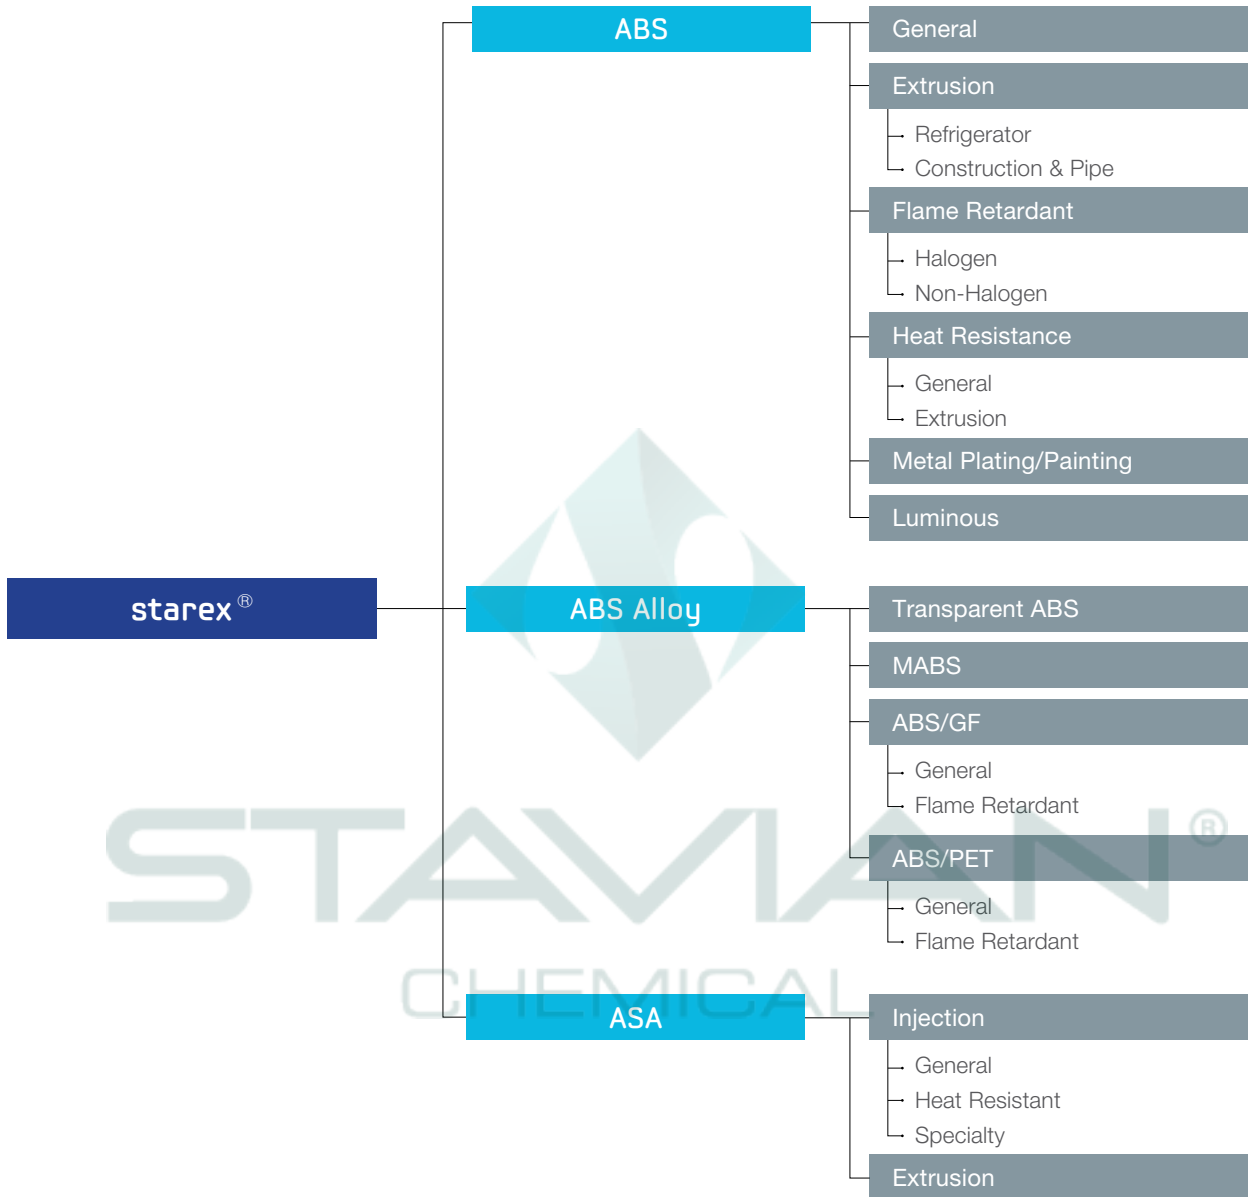 starex®
ABS
General
Extrusion
Refrigerator
Construction & Pipe
Flame Retardant
Halogen
Non-Halogen
Heat Resistance
General
Extrusion
Metal Plating/Painting
Luminous
ABS Alloy
Transparent ABS
MABS
ABS/GF
General
Flame Retardant
ABS/PET
General
Flame Retardant
ASA
Injection
General
Heat Resistant
Specialty
Extrusion
STAVIAN®
CHEMICAL